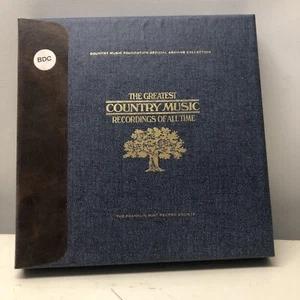 BDC
COUNTRY MUSIC FOUNDATION OFFICIAL ARCHIVE COLLECTION
THE GREATEST
COUNTRY MUSIC
RECORDINGS OF ALL TIME
THE FRANKLIN MINT RECORD SOCIETY